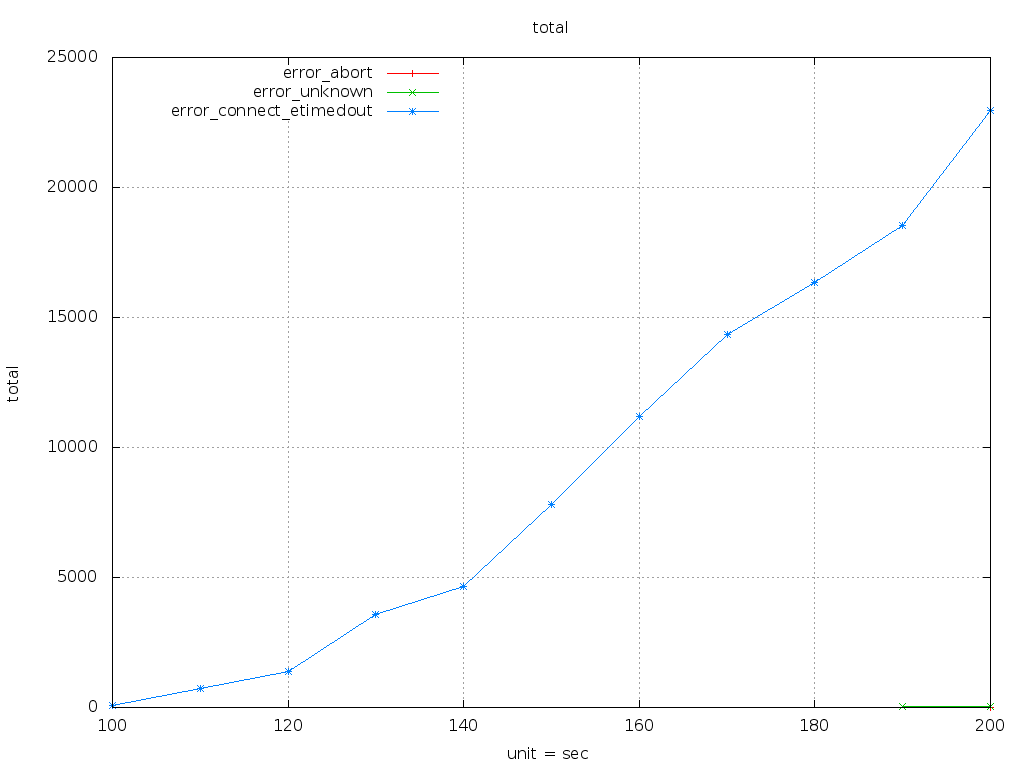 total
25000
20000
15000
10000
5000
0
total
error_abort
error_unknown
error_connect_etimedout
100 120 140 160 180 200
unit = sec